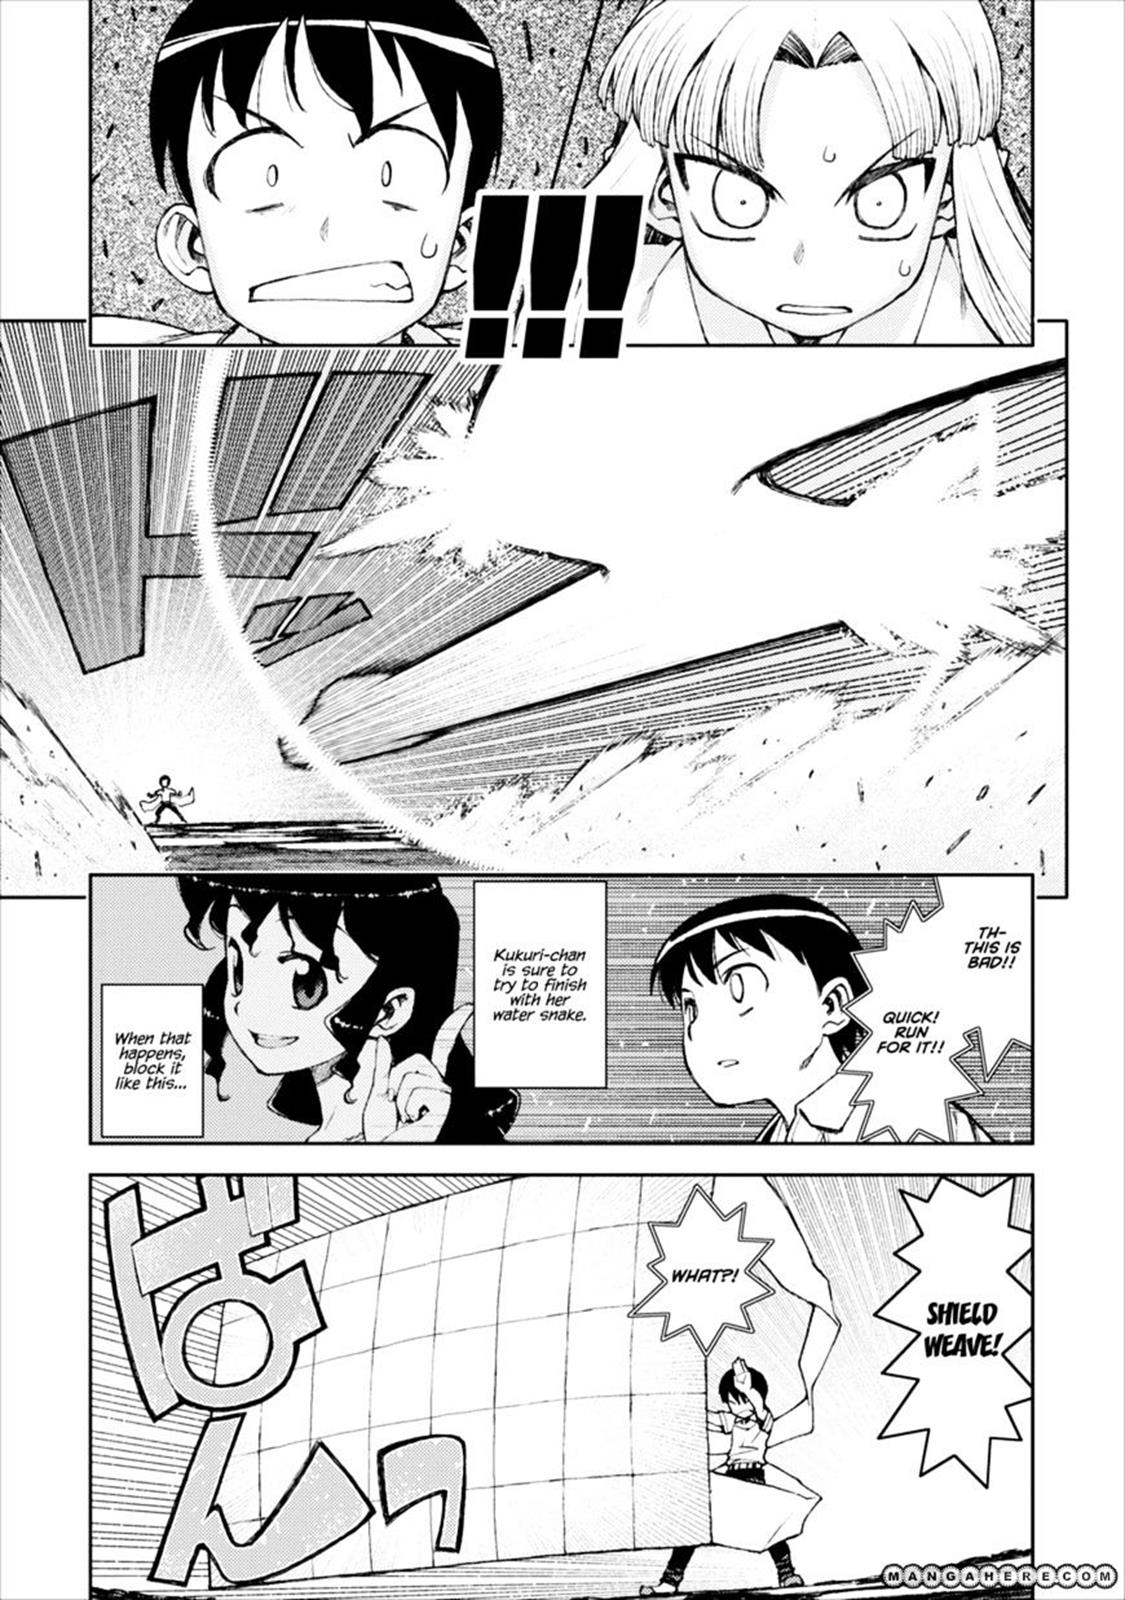 !!!
TH-
THIS IS
BAD!!
QUICK!
RUN
FOR IT!!
Kukuri-chan
is sure to
try to finish
with her
water snake.
When that
happens,
block it
like this...
SHIELD
WEAVE!
WHAT?!
ばんっ
MANGAHERE.COM